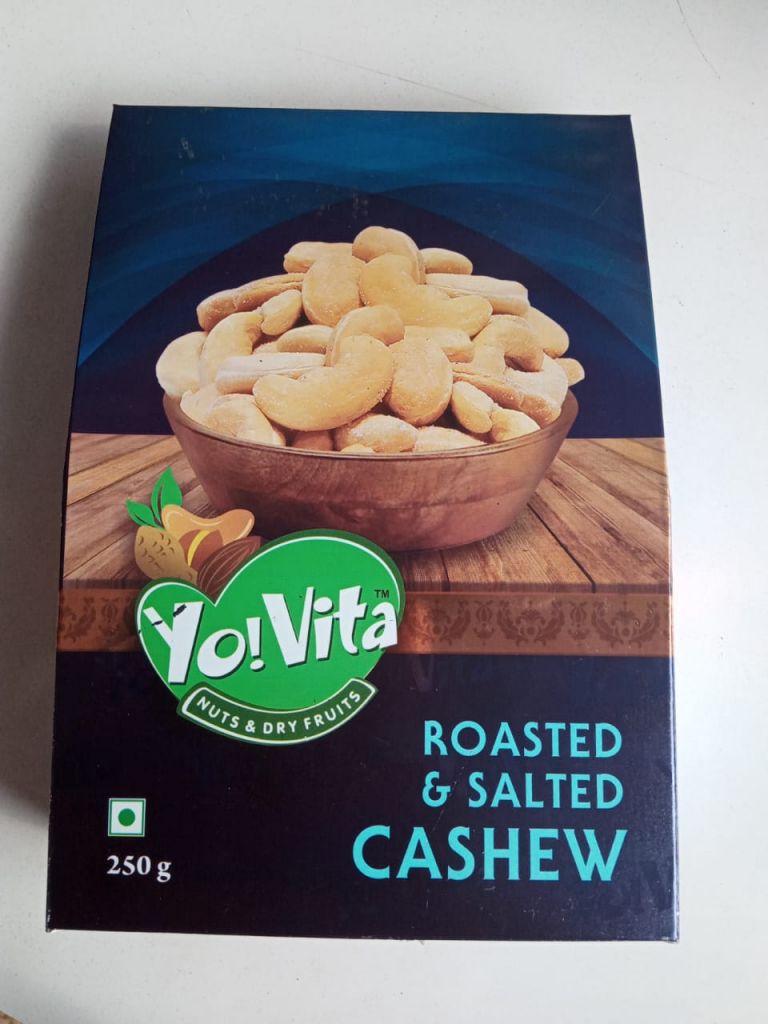 Yo! Vita™
NUTS & DRY FRUITS
ROASTED
& SALTED
CASHEW
250 g